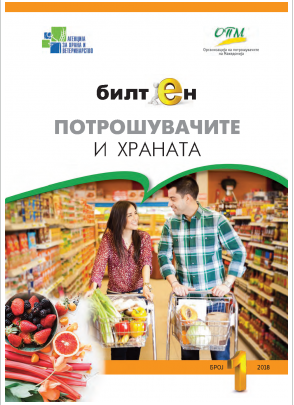 АГЕНЦИЈА
ЗА ХРАНА И
ВЕТЕРИНАРСТВО
ОПМ
Организација на потрошувачите
на Македонија
билтен
ПОТРОШУВАЧИТЕ
И ХРАНАТА
БРОЈ 1 2018